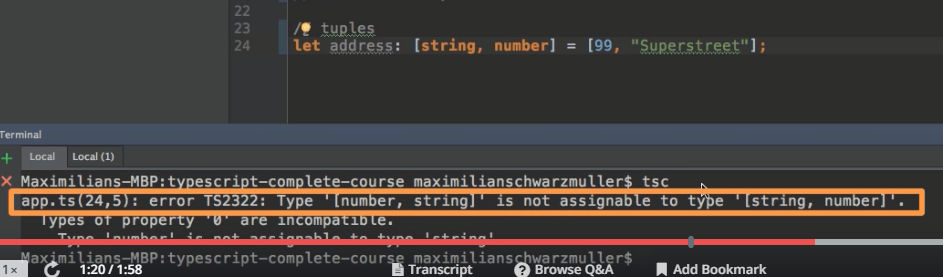 22
23 // tuples
24 let address: [string, number] = [99, "Superstreet"];
Terminal
+ Local Local (1)
× Maximilians-MBP:typescript-complete-course maximilianschwarzmuller$ tsc
app.ts(24,5): error TS2322: Type '[number, string]' is not assignable to type '[string, number]'.
Types of property '0' are incompatible.
Type 'number' is not assignable to type 'string'
Maximilians-MBP:typescript-complete-course maximilianschwarzmuller$
1× 1:20 / 1:58 Transcript ? Browse Q&A Add Bookmark